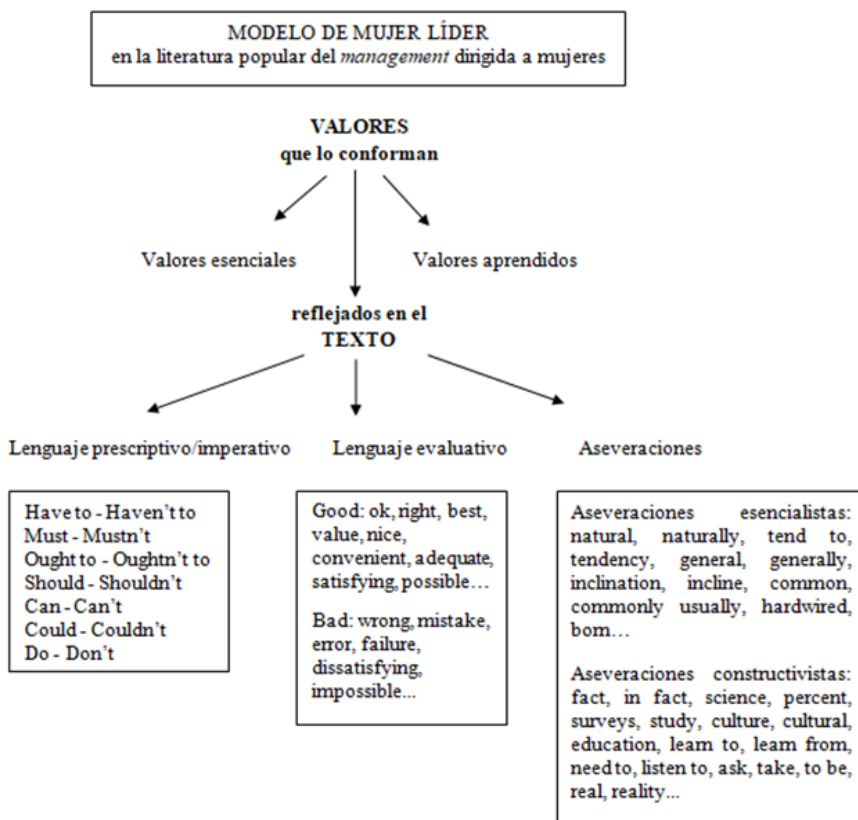 MODELO DE MUJER LÍDER
en la literatura popular del management dirigida a mujeres
VALORES
que lo conforman
Valores esenciales
Valores aprendidos
reflejados en el
TEXTO
Lenguaje prescriptivo/imperativo
Lenguaje evaluativo
Aseveraciones
Have to - Haven't to
Must - Mustn't
Ought to - Oughtn't to
Should - Shouldn't
Can - Can't
Could - Couldn't
Do - Don't
Good: ok, right, best,
value, nice,
convenient, adequate,
satisfying, possible…
Bad: wrong, mistake,
error, failure,
dissatisfying,
impossible...
Aseveraciones esencialistas:
natural, naturally, tend to,
tendency, general, generally,
inclination, incline, common,
commonly usually, hardwired,
born…
Aseveraciones constructivistas:
fact, in fact, science, percent,
surveys, study, culture, cultural,
education, learn to, learn from,
need to, listen to, ask, take, to be,
real, reality...